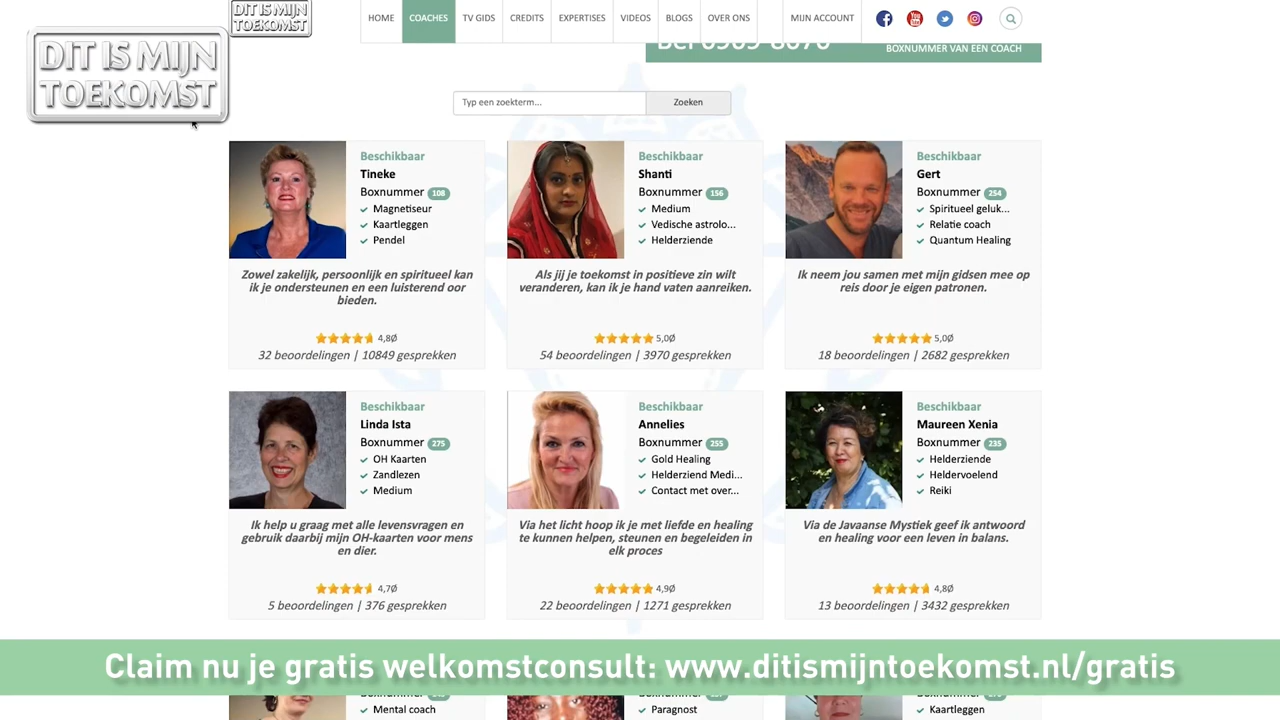 DIT IS MIJN
TOEKOMST
DIT IS MIJN
TOEKOMST
HOME
COACHES
TV GIDS
CREDITS
EXPERTISES
VIDEOS
BLOGS
OVER ONS
MIJN ACCOUNT
BOXNUMMER VAN EEN COACH
Typ een zoekterm...
Zoeken
Beschikbaar
Tineke
Boxnummer 108
Magnetiseur
Kaartleggen
Pendel
Zowel zakelijk, persoonlijk en spiritueel kan
ik je ondersteunen en een luisterend oor
bieden.
4,8Ø
32 beoordelingen | 10849 gesprekken
Beschikbaar
Shanti
Boxnummer 156
Medium
Vedische astrolo...
Helderziende
Als jij je toekomst in positieve zin wilt
veranderen, kan ik je hand vaten aanreiken.
5,0Ø
54 beoordelingen | 3970 gesprekken
Beschikbaar
Gert
Boxnummer 254
Spiritueel geluk...
Relatie coach
Quantum Healing
Ik neem jou samen met mijn gidsen mee op
reis door je eigen patronen.
5,0Ø
18 beoordelingen | 2682 gesprekken
Beschikbaar
Linda Ista
Boxnummer 275
OH Kaarten
Zandlezen
Medium
Ik help u graag met alle levensvragen en
gebruik daarbij mijn OH-kaarten voor mens
en dier.
4,7Ø
5 beoordelingen | 376 gesprekken
Beschikbaar
Annelies
Boxnummer 255
Gold Healing
Helderziend Medi...
Contact met over...
Via het licht hoop ik je met liefde en healing
te kunnen helpen, steunen en begeleiden in
elk proces
4,9Ø
22 beoordelingen | 1271 gesprekken
Beschikbaar
Maureen Xenia
Boxnummer 235
Helderziende
Heldervoelend
Reiki
Via de Javaanse Mystiek geef ik antwoord
en healing voor een leven in balans.
4,8Ø
13 beoordelingen | 3432 gesprekken
Claim nu je gratis welkomstconsult: www.ditismijntoekomst.nl/gratis
Mental coach
Paragnost
Kaartleggen